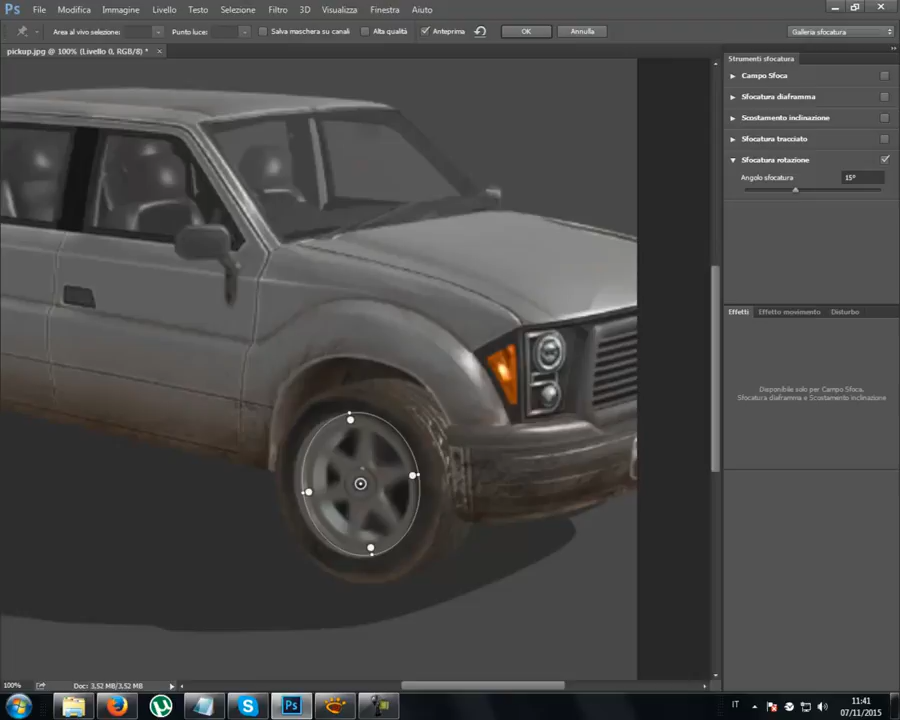 Ps File Modifica Immagine Livello Testo Selezione Filtro 3D Visualizza Finestra Aiuto
Area al vivo selezione: Punto luce: Salva maschera su canali Alta qualità Anteprima OK Annulla Galleria sfocatura
pickup.jpg @ 100% (Livello 0, RGB/8) * ×
Strumenti sfocatura
Campo Sfoca
Sfocatura diaframma
Scostamento inclinazione
Sfocatura tracciato
Sfocatura rotazione
Angolo sfocatura 15°
Effetti Effetto movimento Disturbo
Disponibile solo per Campo Sfoca,
Sfocatura diaframma e Scostamento inclinazione
100% Doc: 3,52 MB/3,52 MB
IT 11:41
07/11/2015